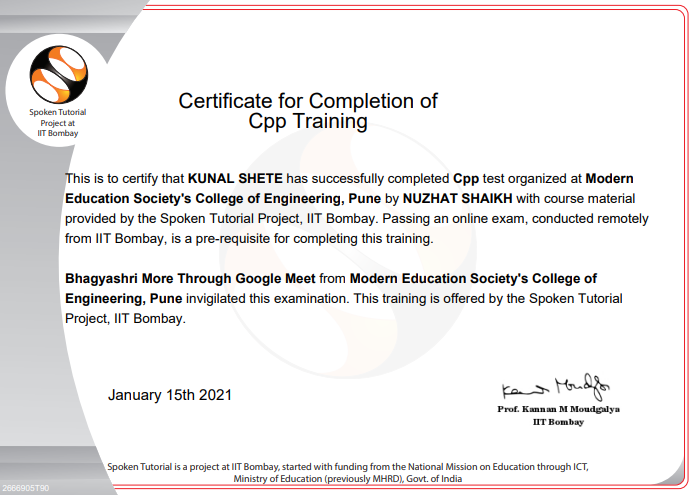 Spoken Tutorial
Project at
IIT Bombay
Certificate for Completion of
Cpp Training
This is to certify that KUNAL SHETE has successfully completed Cpp test organized at Modern
Education Society's College of Engineering, Pune by NUZHAT SHAIKH with course material
provided by the Spoken Tutorial Project, IIT Bombay. Passing an online exam, conducted remotely
from IIT Bombay, is a pre-requisite for completing this training.
Bhagyashri More Through Google Meet from Modern Education Society's College of
Engineering, Pune invigilated this examination. This training is offered by the Spoken Tutorial
Project, IIT Bombay.
January 15th 2021
Kannan Moudgalya
Prof. Kannan M Moudgalya
IIT Bombay
Spoken Tutorial is a project at IIT Bombay, started with funding from the National Mission on Education through ICT,
Ministry of Education (previously MHRD), Govt. of India
2666905T90